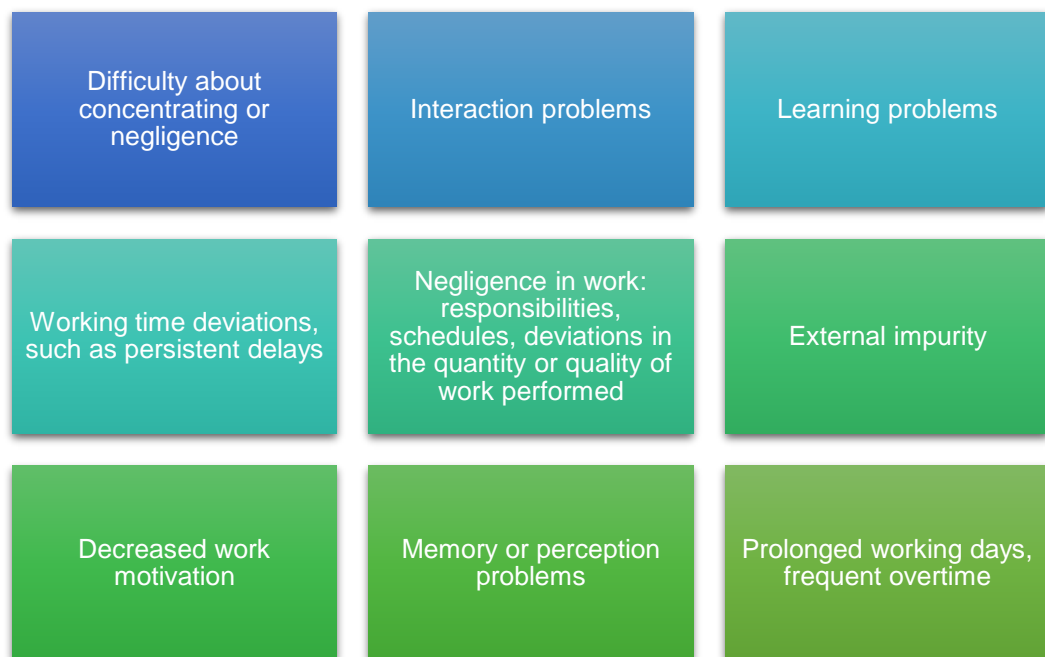 Difficulty about
concentrating or
negligence
Interaction problems
Learning problems
Working time deviations,
such as persistent delays
Negligence in work:
responsibilities,
schedules, deviations in
the quantity or quality of
work performed
External impurity
Decreased work
motivation
Memory or perception
problems
Prolonged working days,
frequent overtime